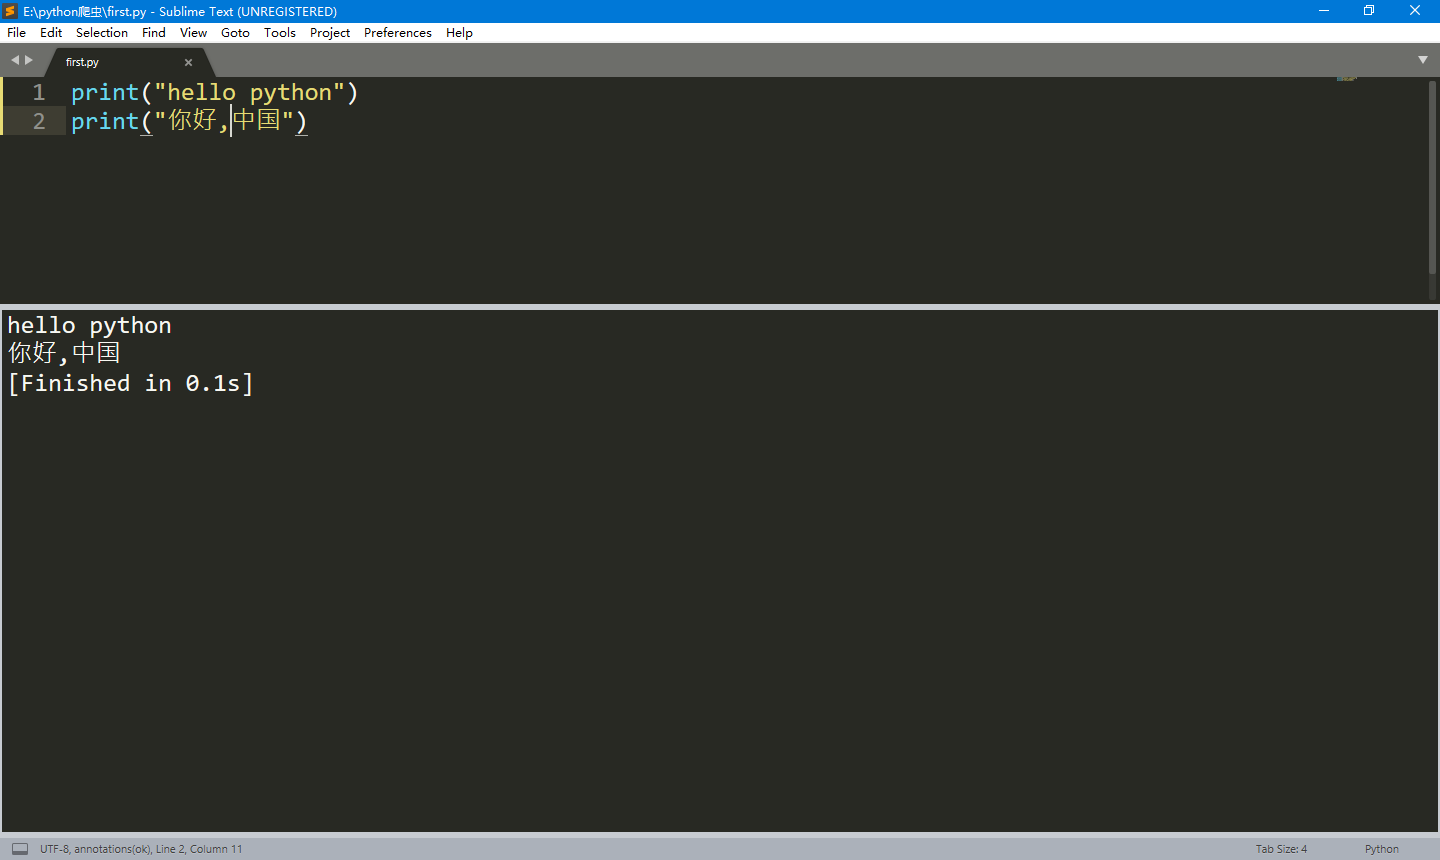 E:\python爬虫\first.py - Sublime Text (UNREGISTERED)
File Edit Selection Find View Goto Tools Project Preferences Help
first.py
1 print("hello python")
2 print("你好,中国")
hello python
你好,中国
[Finished in 0.1s]
UTF-8, annotations(ok), Line 2, Column 11 Tab Size: 4 Python